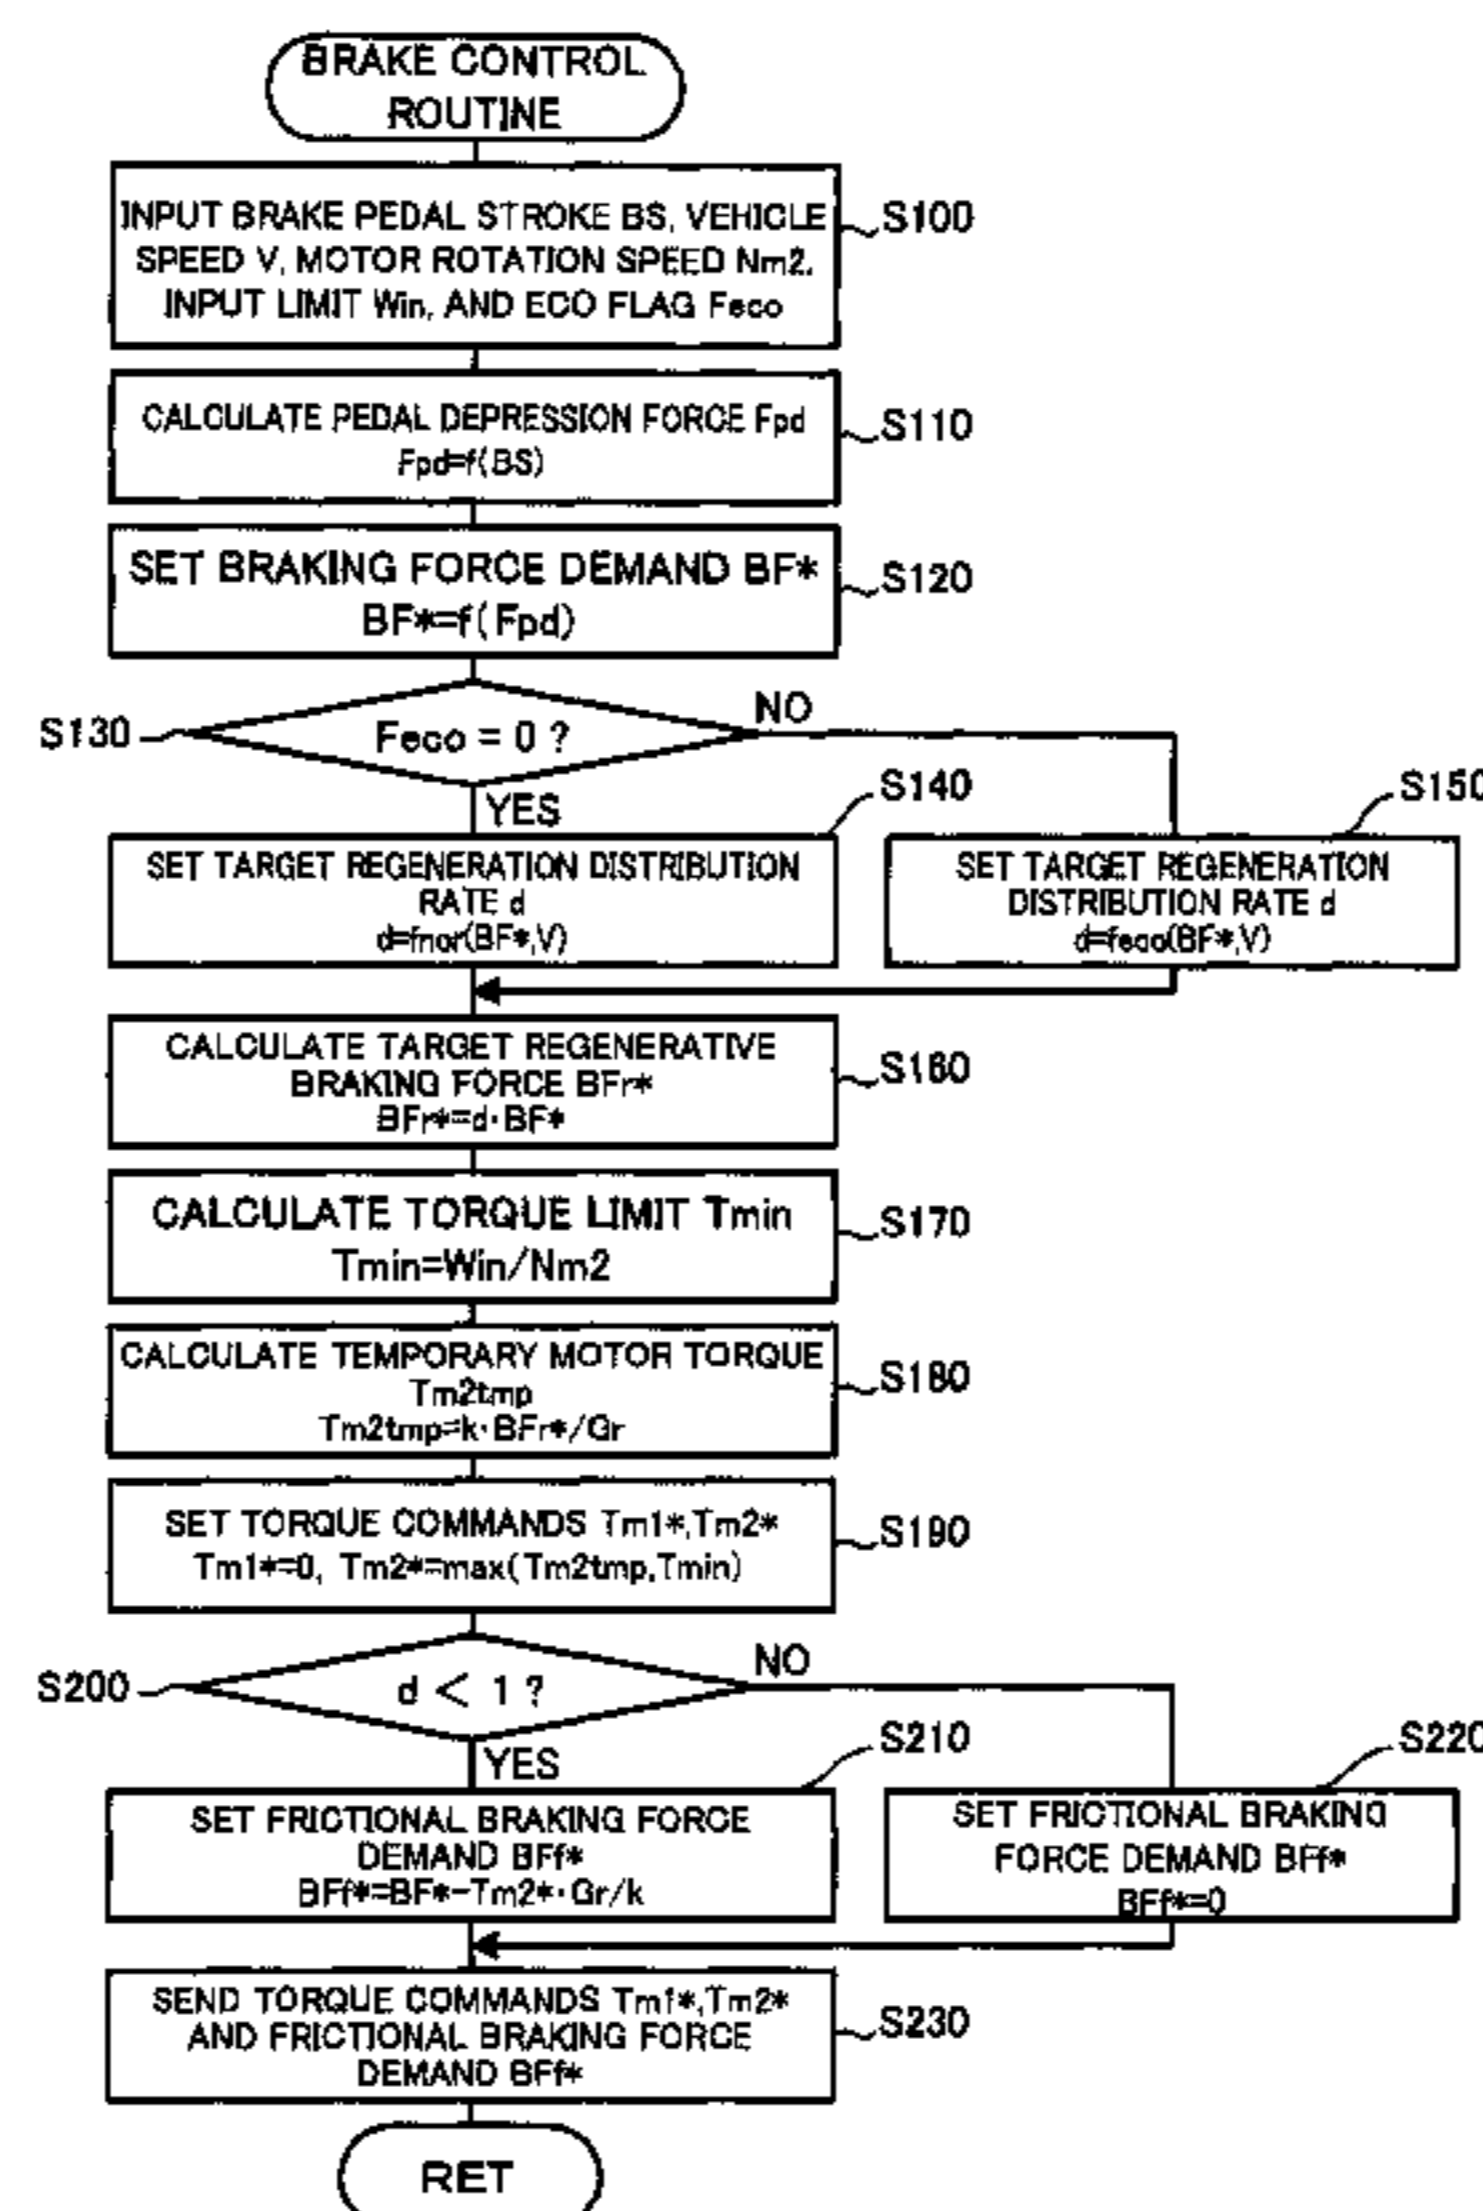 BRAKE CONTROL
ROUTINE
INPUT BRAKE PEDAL STROKE BS, VEHICLE
SPEED V, MOTOR ROTATION SPEED Nm2,
INPUT LIMIT Win, AND ECO FLAG Feco
S100
CALCULATE PEDAL DEPRESSION FORCE Fpd
Fpd=f(BS)
S110
SET BRAKING FORCE DEMAND BF*
BF*=f(Fpd)
S120
S130
Feco = 0 ?
NO
YES
S140
S150
SET TARGET REGENERATION DISTRIBUTION
RATE d
d=fnor(BF*,V)
SET TARGET REGENERATION
DISTRIBUTION RATE d
d=feco(BF*,V)
CALCULATE TARGET REGENERATIVE
BRAKING FORCE BFr*
BFr*=d·BF*
S160
CALCULATE TORQUE LIMIT Tmin
Tmin=Win/Nm2
S170
CALCULATE TEMPORARY MOTOR TORQUE
Tm2tmp
Tm2tmp=k·BFr*/Gr
S180
SET TORQUE COMMANDS Tm1*,Tm2*
Tm1*=0, Tm2*=max(Tm2tmp,Tmin)
S190
S200
d < 1 ?
NO
YES
S210
S220
SET FRICTIONAL BRAKING FORCE
DEMAND BFf*
BFf*=BF*-Tm2*·Gr/k
SET FRICTIONAL BRAKING
FORCE DEMAND BFf*
BFf*=0
SEND TORQUE COMMANDS Tm1*,Tm2*
AND FRICTIONAL BRAKING FORCE
DEMAND BFf*
S230
RET